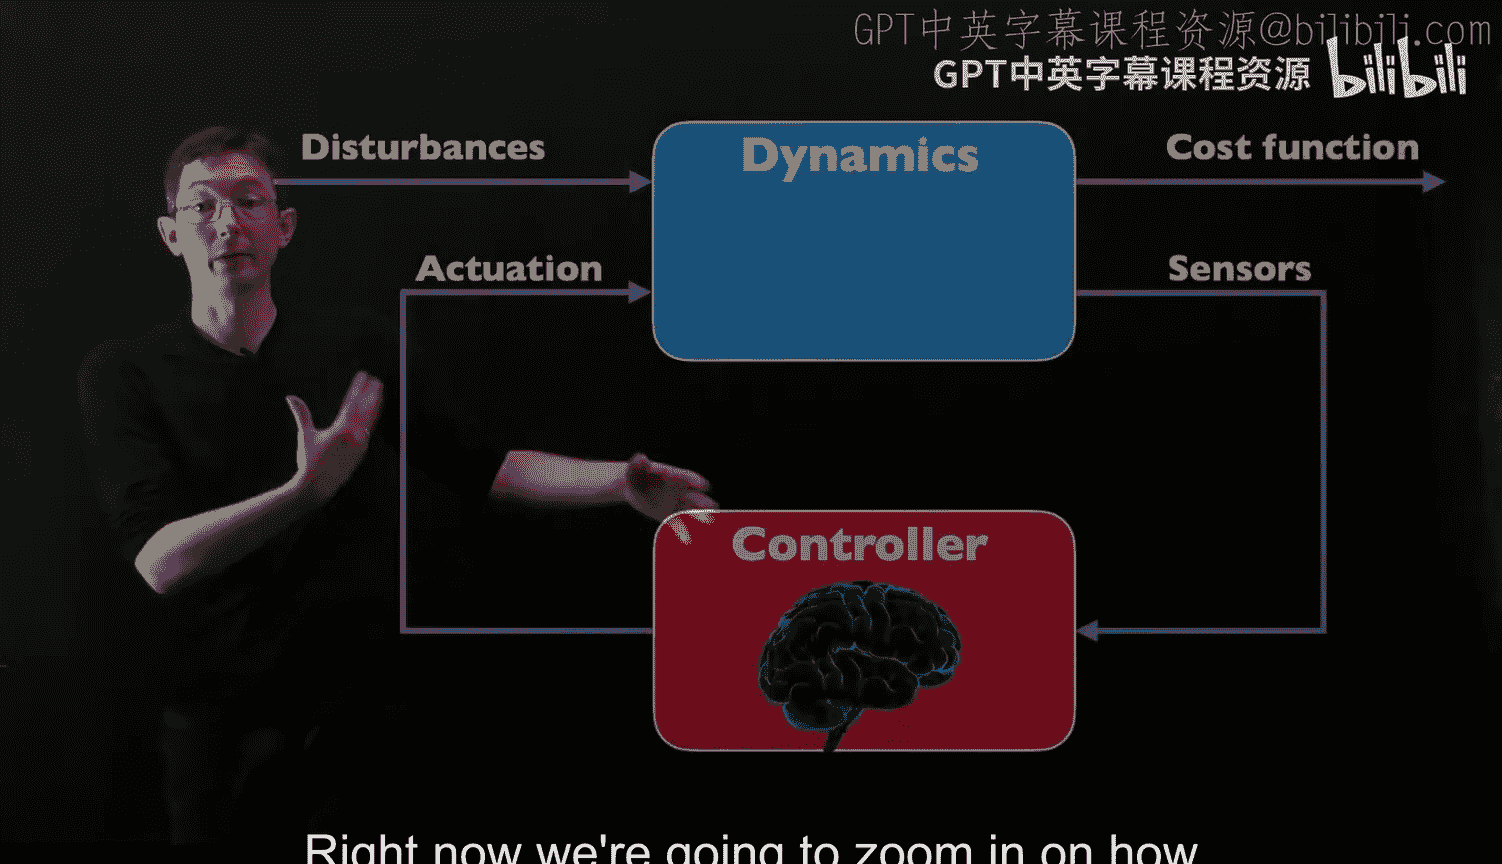 GPT中英字幕课程资源@bilibili.com
GPT中英字幕课程资源 bilibili
Disturbances
Dynamics
Cost function
Actuation
Sensors
Controller
Right now we're going to zoom in on how